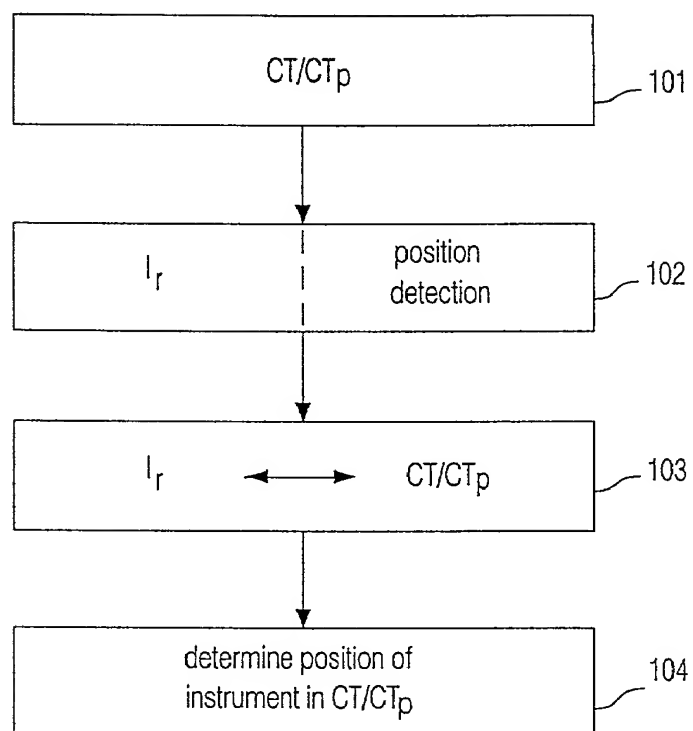 CT/CTp
101
Ir
position
detection
102
Ir
CT/CTp
103
determine position of
instrument in CT/CTp
104